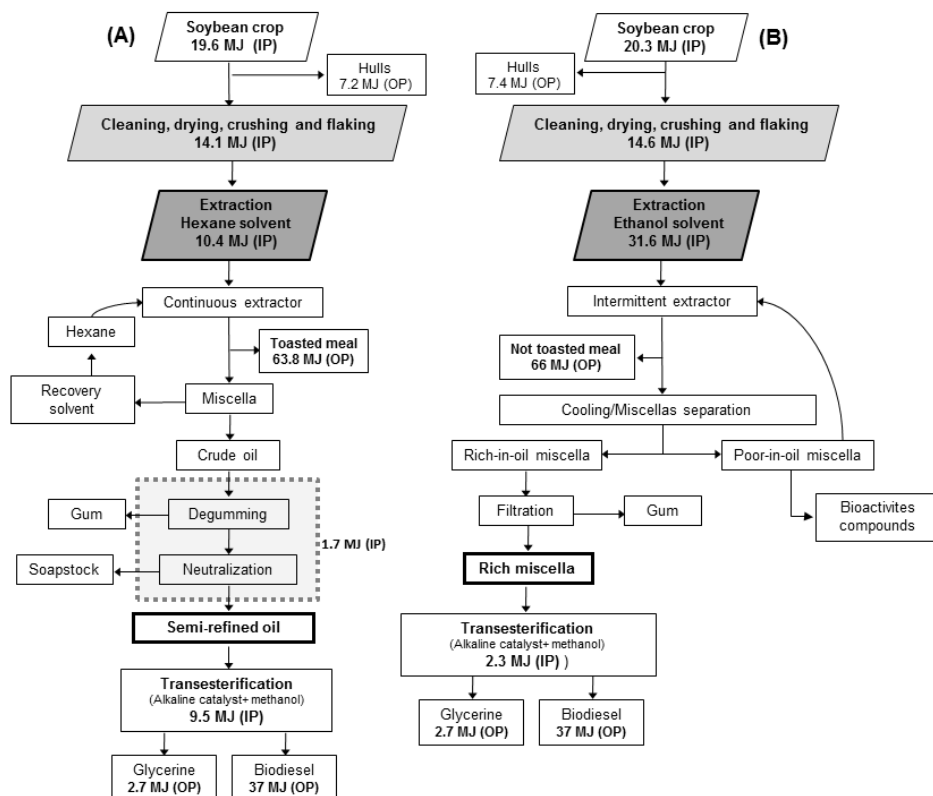 (A)
Soybean crop
19.6 MJ (IP)
Hulls
7.2 MJ (OP)
Cleaning, drying, crushing and flaking
14.1 MJ (IP)
Extraction
Hexane solvent
10.4 MJ (IP)
Continuous extractor
Hexane
Toasted meal
63.8 MJ (OP)
Recovery
solvent
Miscella
Crude oil
Gum
Degumming
1.7 MJ (IP)
Soapstock
Neutralization
Semi-refined oil
Transesterification
(Alkaline catalyst+ methanol)
9.5 MJ (IP)
Glycerine
2.7 MJ (OP)
Biodiesel
37 MJ (OP)
(B)
Soybean crop
20.3 MJ (IP)
Hulls
7.4 MJ (OP)
Cleaning, drying, crushing and flaking
14.6 MJ (IP)
Extraction
Ethanol solvent
31.6 MJ (IP)
Intermittent extractor
Not toasted meal
66 MJ (OP)
Cooling/Miscellas separation
Rich-in-oil miscella
Poor-in-oil miscella
Filtration
Gum
Bioactivites
compounds
Rich miscella
Transesterification
(Alkaline catalyst+ methanol)
2.3 MJ (IP) )
Glycerine
2.7 MJ (OP)
Biodiesel
37 MJ (OP)